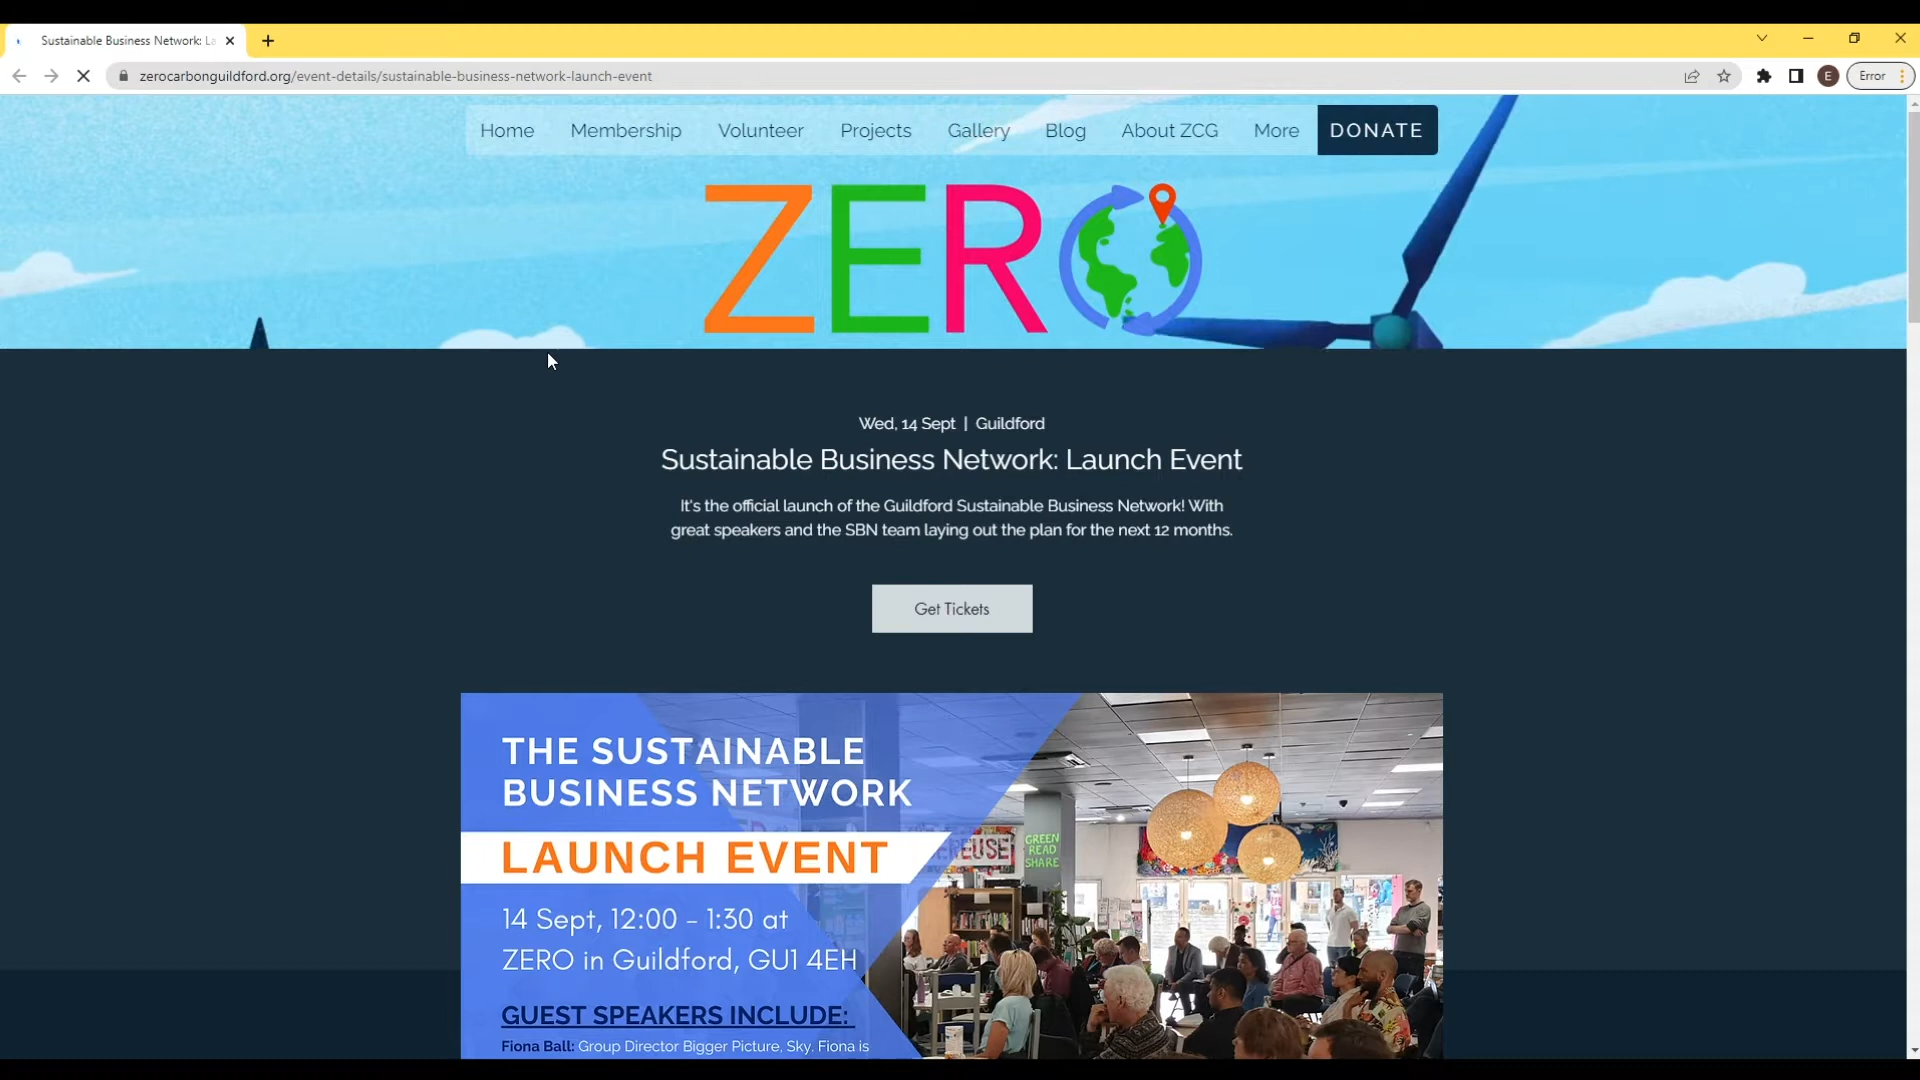 Sustainable Business Network: La
zerocarbonguildford.org/event-details/sustainable-business-network-launch-event
E
Error
Home
Membership
Volunteer
Projects
Gallery
Blog
About ZCG
More
DONATE
ZERO
Wed, 14 Sept | Guildford
Sustainable Business Network: Launch Event
It's the official launch of the Guildford Sustainable Business Network! With
great speakers and the SBN team laying out the plan for the next 12 months.
Get Tickets
THE SUSTAINABLE
BUSINESS NETWORK
LAUNCH EVENT
14 Sept, 12:00 - 1:30 at
ZERO in Guildford, GU1 4EH
GUEST SPEAKERS INCLUDE:
Fiona Ball: Group Director Bigger Picture, Sky. Fiona is
REUSE
GREEN
READ
SHARE